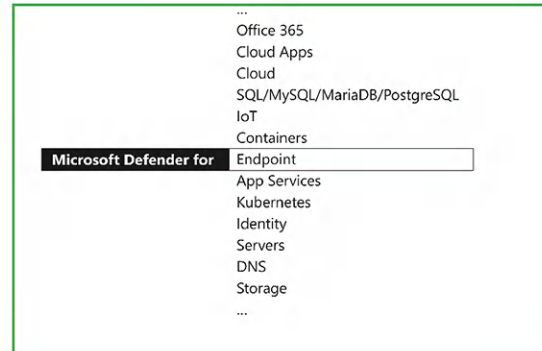 ...
Office 365
Cloud Apps
Cloud
SQL/MySQL/MariaDB/PostgreSQL
IoT
Containers
Microsoft Defender for Endpoint
App Services
Kubernetes
Identity
Servers
DNS
Storage
...